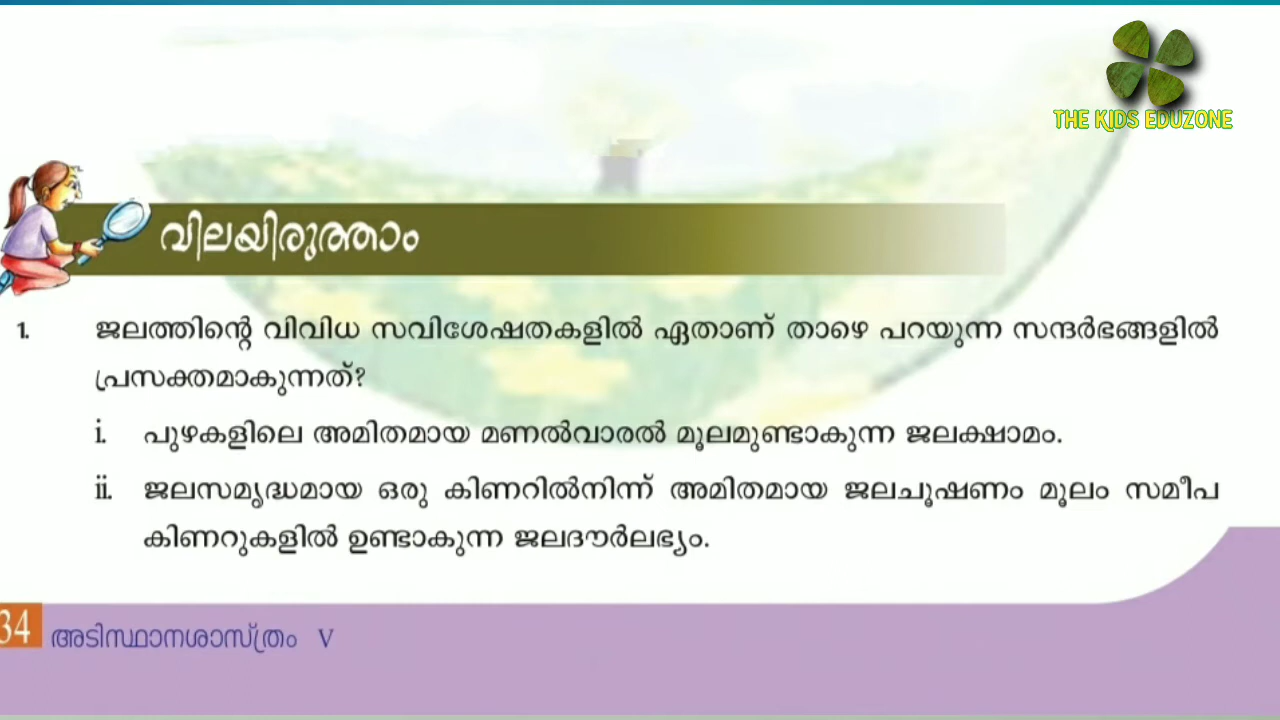 THE KIDS EDUZONE
വിലയിരുത്താം
1. ജലത്തിന്റെ വിവിധ സവിശേഷതകളിൽ ഏതാണ് താഴെ പറയുന്ന സന്ദർഭങ്ങളിൽ
പ്രസക്തമാകുന്നത്?
i. പുഴകളിലെ അമിതമായ മണൽവാരൽ മൂലമുണ്ടാകുന്ന ജലക്ഷാമം.
ii. ജലസമൃദ്ധമായ ഒരു കിണറിൽനിന്ന് അമിതമായ ജലചൂഷണം മൂലം സമീപ
കിണറുകളിൽ ഉണ്ടാകുന്ന ജലദൗർലഭ്യം.
34 അടിസ്ഥാനശാസ്ത്രം V